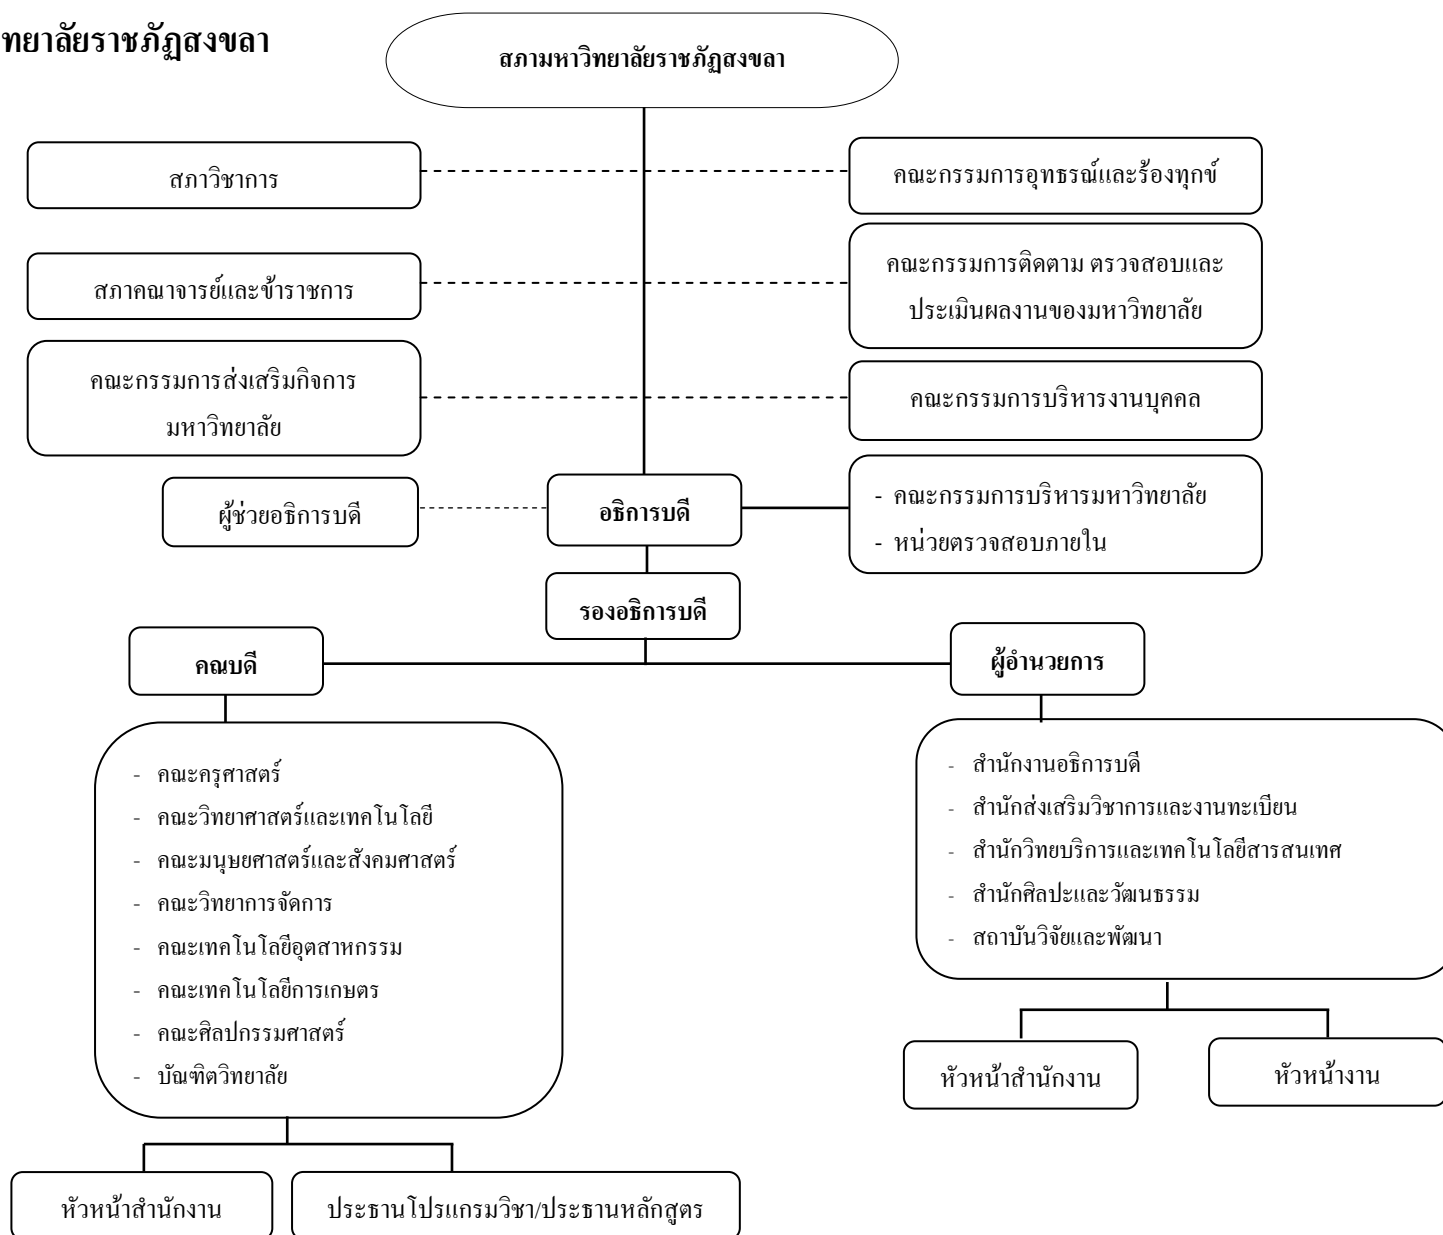 ทยาลัยราชภัฏสงขลา
สภามหาวิทยาลัยราชภัฏสงขลา
สภาวิชาการ
คณะกรรมการอุทธรณ์และร้องทุกข์
สภาคณาจารย์และข้าราชการ
คณะกรรมการติดตาม ตรวจสอบและ
ประเมินผลงานของมหาวิทยาลัย
คณะกรรมการส่งเสริมกิจการ
มหาวิทยาลัย
คณะกรรมการบริหารงานบุคคล
ผู้ช่วยอธิการบดี
อธิการบดี
- คณะกรรมการบริหารมหาวิทยาลัย
- หน่วยตรวจสอบภายใน
รองอธิการบดี
คณบดี
ผู้อำนวยการ
- คณะครุศาสตร์
- คณะวิทยาศาสตร์และเทคโนโลยี
- คณะมนุษยศาสตร์และสังคมศาสตร์
- คณะวิทยาการจัดการ
- คณะเทคโนโลยีอุตสาหกรรม
- คณะเทคโนโลยีการเกษตร
- คณะศิลปกรรมศาสตร์
- บัณฑิตวิทยาลัย
- สำนักงานอธิการบดี
- สำนักส่งเสริมวิชาการและงานทะเบียน
- สำนักวิทยบริการและเทคโนโลยีสารสนเทศ
- สำนักศิลปะและวัฒนธรรม
- สถาบันวิจัยและพัฒนา
หัวหน้าสำนักงาน
หัวหน้างาน
หัวหน้าสำนักงาน
ประธานโปรแกรมวิชา/ประธานหลักสูตร